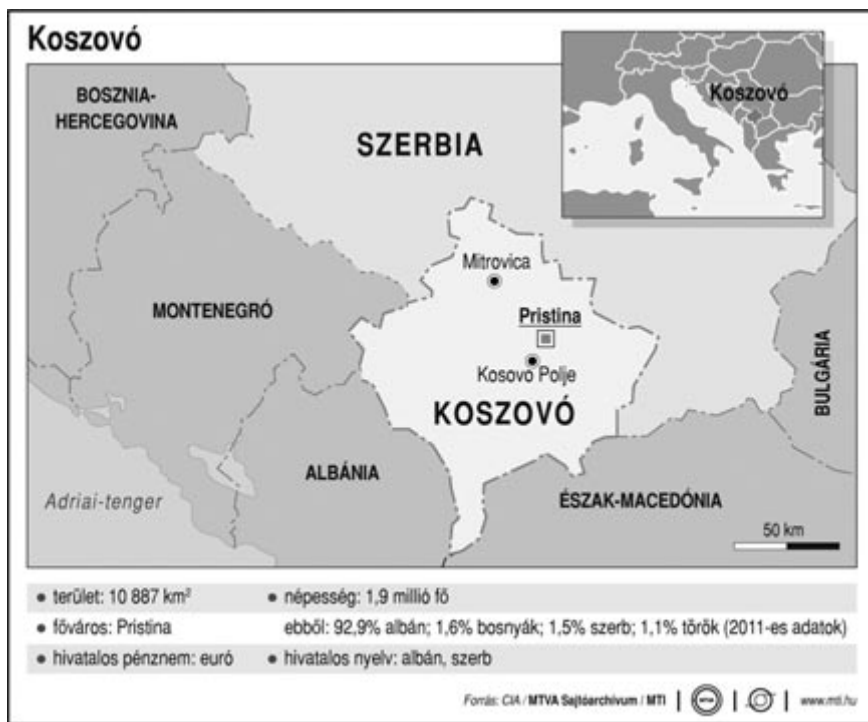 Koszovó
BOSZNIA-
HERCEGOVINA
Koszovó
SZERBIA
Mitrovica
MONTENEGRÓ
Pristina
Kosovo Polje
BULGÁRIA
KOSZOVÓ
ALBÁNIA
Adriai-tenger
ÉSZAK-MACEDÓNIA
50 km
• terület: 10 887 km²
• népesség: 1,9 millió fő
• főváros: Pristina
ebből: 92,9% albán; 1,6% bosnyák; 1,5% szerb; 1,1% török (2011-es adatok)
• hivatalos pénznem: euró
• hivatalos nyelv: albán, szerb
Forrás: CIA / MTVA Sajtóarchívum / MTI
www.mti.hu